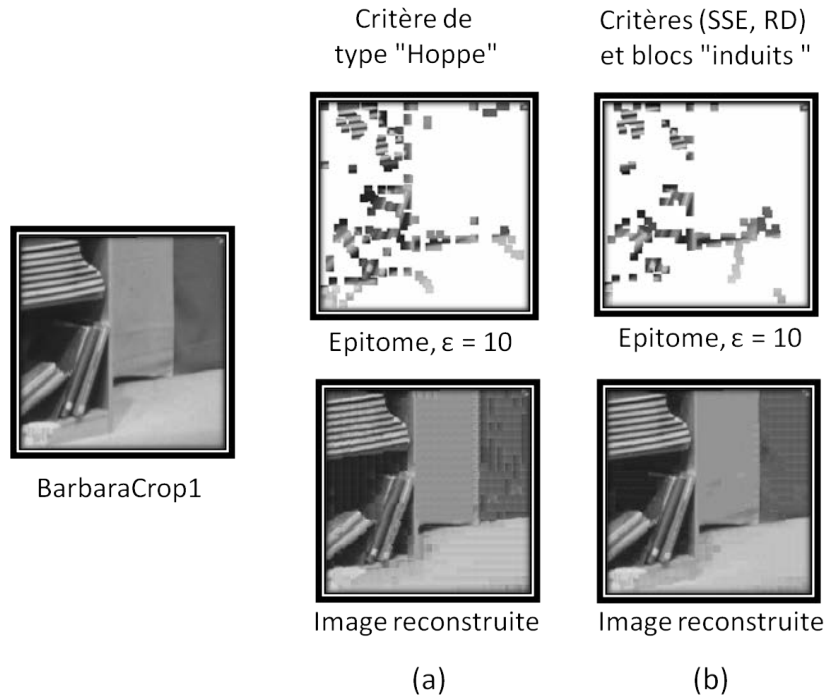 Critère de
type "Hoppe"
Critères (SSE, RD)
et blocs "induits "
Epitome, ε = 10
Epitome, ε = 10
BarbaraCrop1
Image reconstruite
Image reconstruite
(a)
(b)